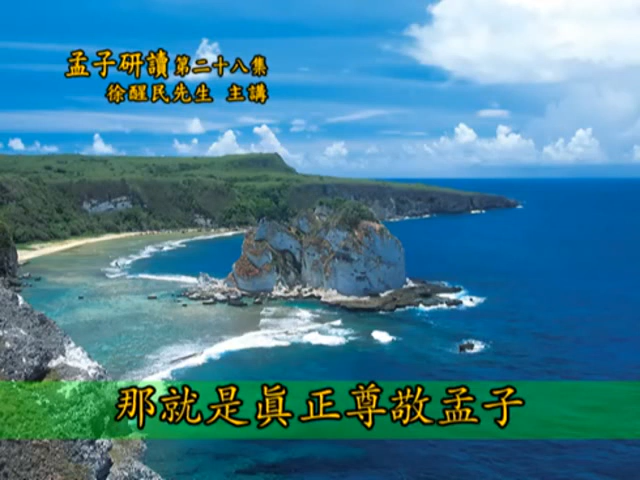 孟子研讀 第二十八集
徐醒民先生 主講
那就是眞正尊敬孟子